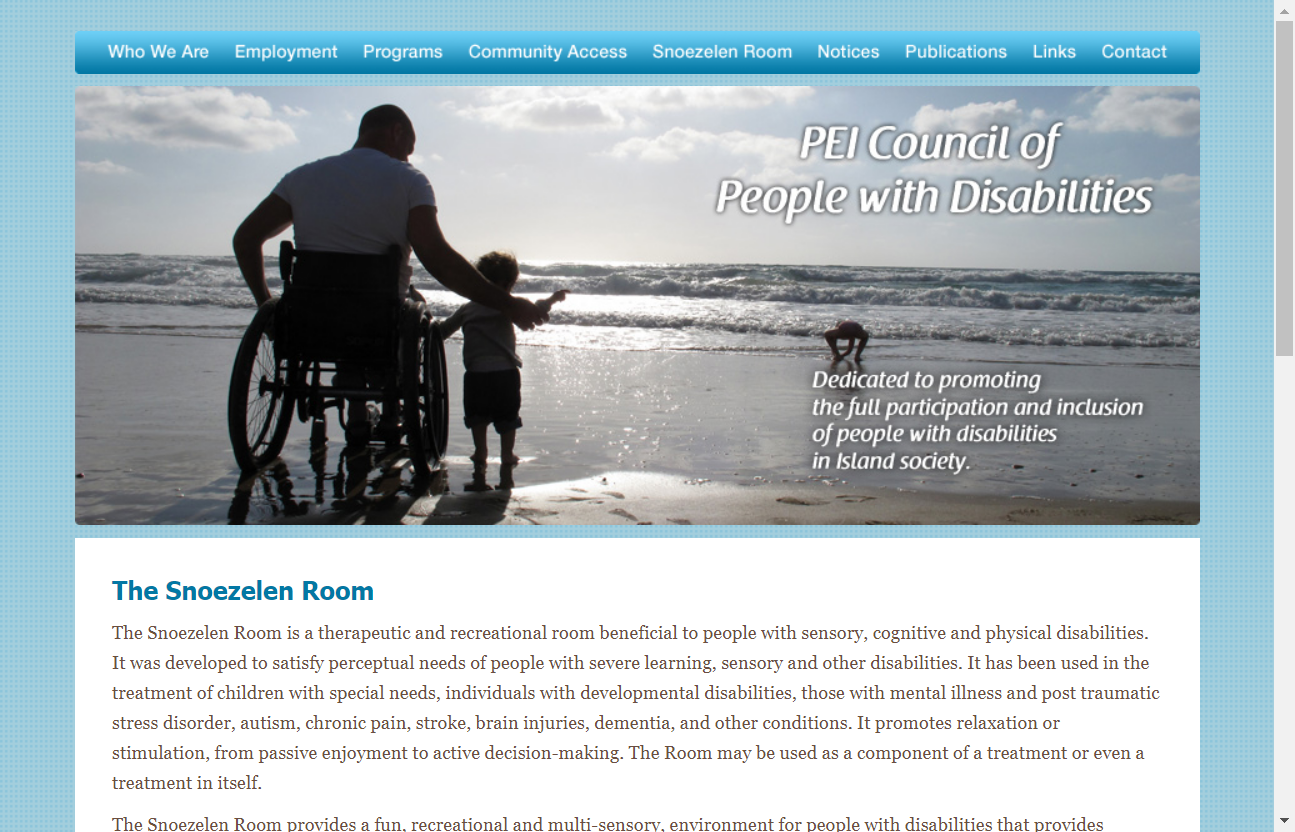 Who We Are Employment Programs Community Access Snoezelen Room Notices Publications Links Contact
PEI Council of
People with Disabilities
Dedicated to promoting
the full participation and inclusion
of people with disabilities
in Island society.
The Snoezelen Room
The Snoezelen Room is a therapeutic and recreational room beneficial to people with sensory, cognitive and physical disabilities.
It was developed to satisfy perceptual needs of people with severe learning, sensory and other disabilities. It has been used in the
treatment of children with special needs, individuals with developmental disabilities, those with mental illness and post traumatic
stress disorder, autism, chronic pain, stroke, brain injuries, dementia, and other conditions. It promotes relaxation or
stimulation, from passive enjoyment to active decision-making. The Room may be used as a component of a treatment or even a
treatment in itself.
The Snoezelen Room provides a fun, recreational and multi-sensory, environment for people with disabilities that provides